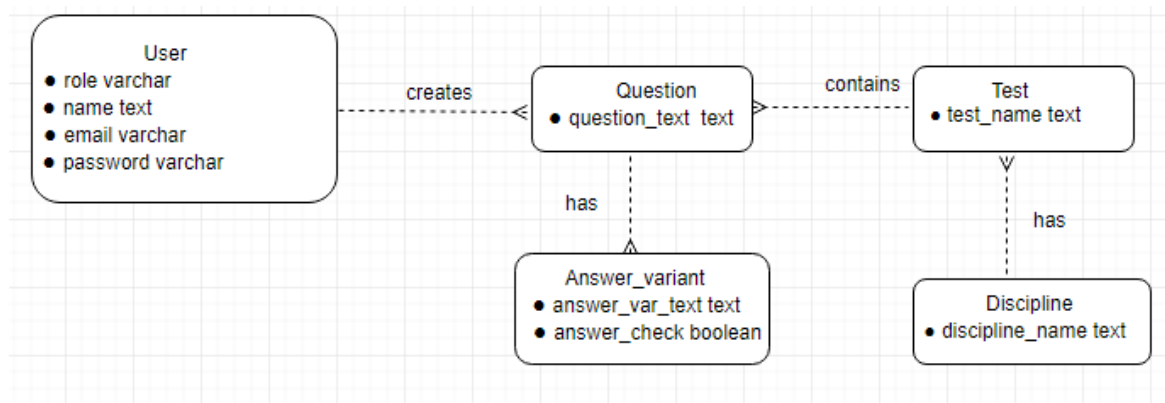 User
● role varchar
● name text
● email varchar
● password varchar
creates
Question
● question_text text
contains
Test
● test_name text
has
has
Answer_variant
● answer_var_text text
● answer_check boolean
Discipline
● discipline_name text